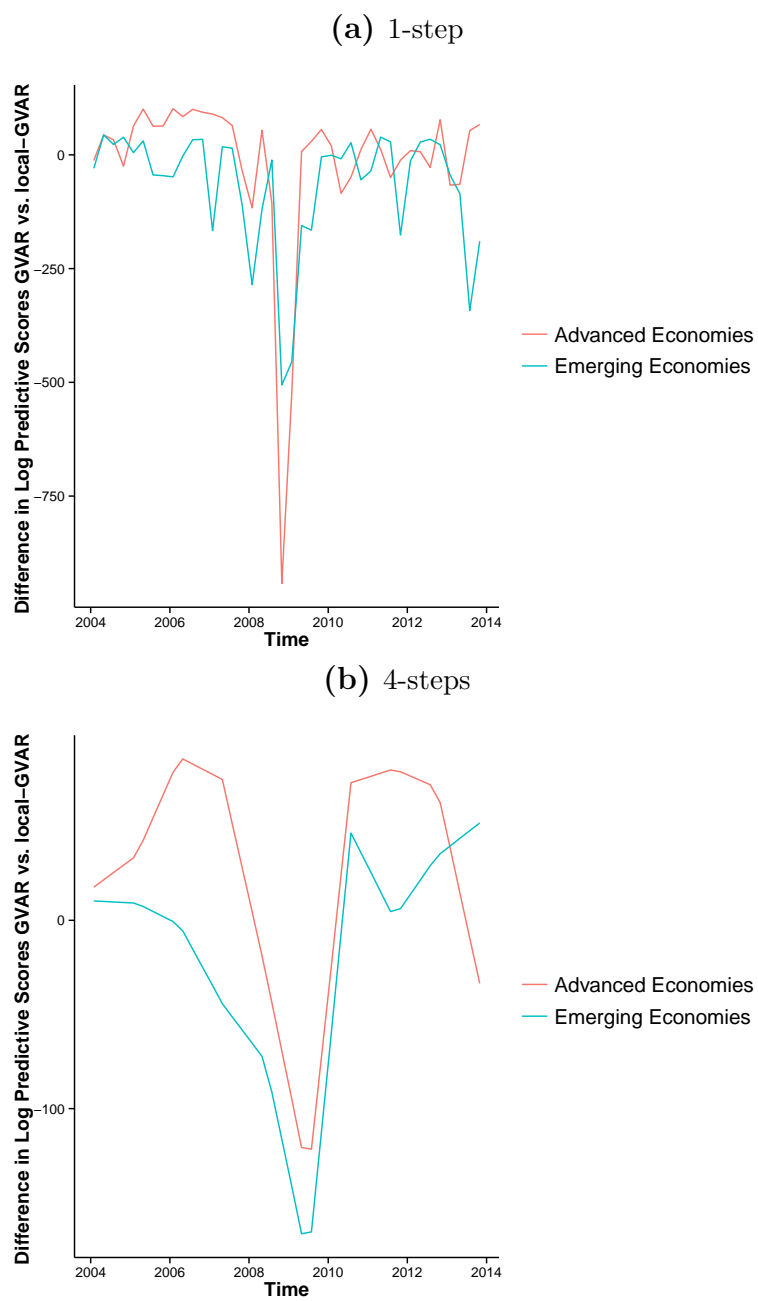 (a) 1-step
Difference in Log Predictive Scores GVAR vs. local−GVAR
0
−250
−500
−750
2004 2006 2008 2010 2012 2014
Time
Advanced Economies
Emerging Economies
(b) 4-steps
Difference in Log Predictive Scores GVAR vs. local−GVAR
0
−100
2004 2006 2008 2010 2012 2014
Time
Advanced Economies
Emerging Economies